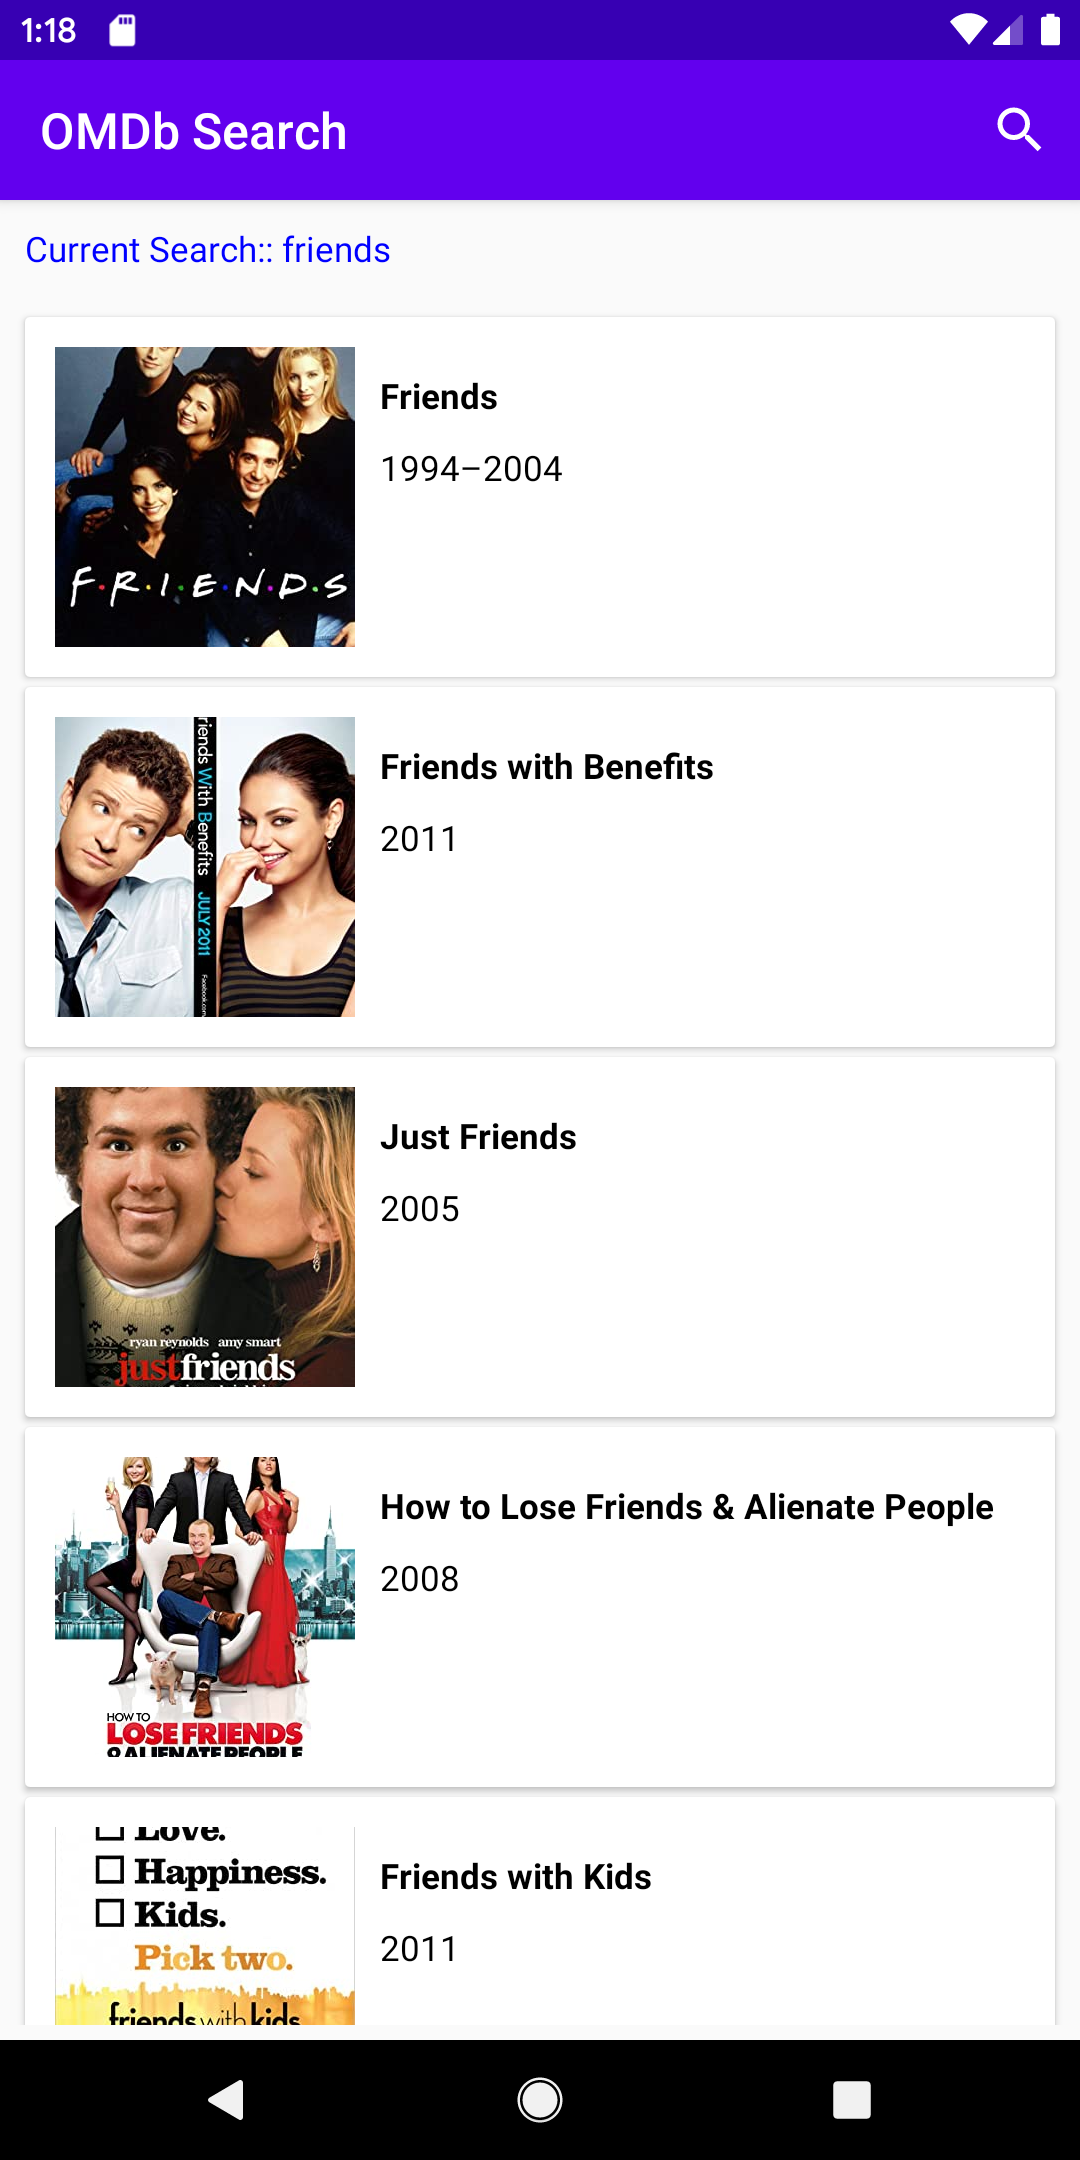 1:18
OMDb Search
Current Search:: friends
F·R·I·E·N·D·S
Friends
1994–2004
riends With Benefits JULY 2011
Friends with Benefits
2011
ryan reynolds amy smart
justfriends
Just Friends
2005
HOW TO
LOSE FRIENDS
& ALIENATE PEOPLE
How to Lose Friends & Alienate People
2008
Love.
Happiness.
Kids.
Pick two.
friends with kids
Friends with Kids
2011